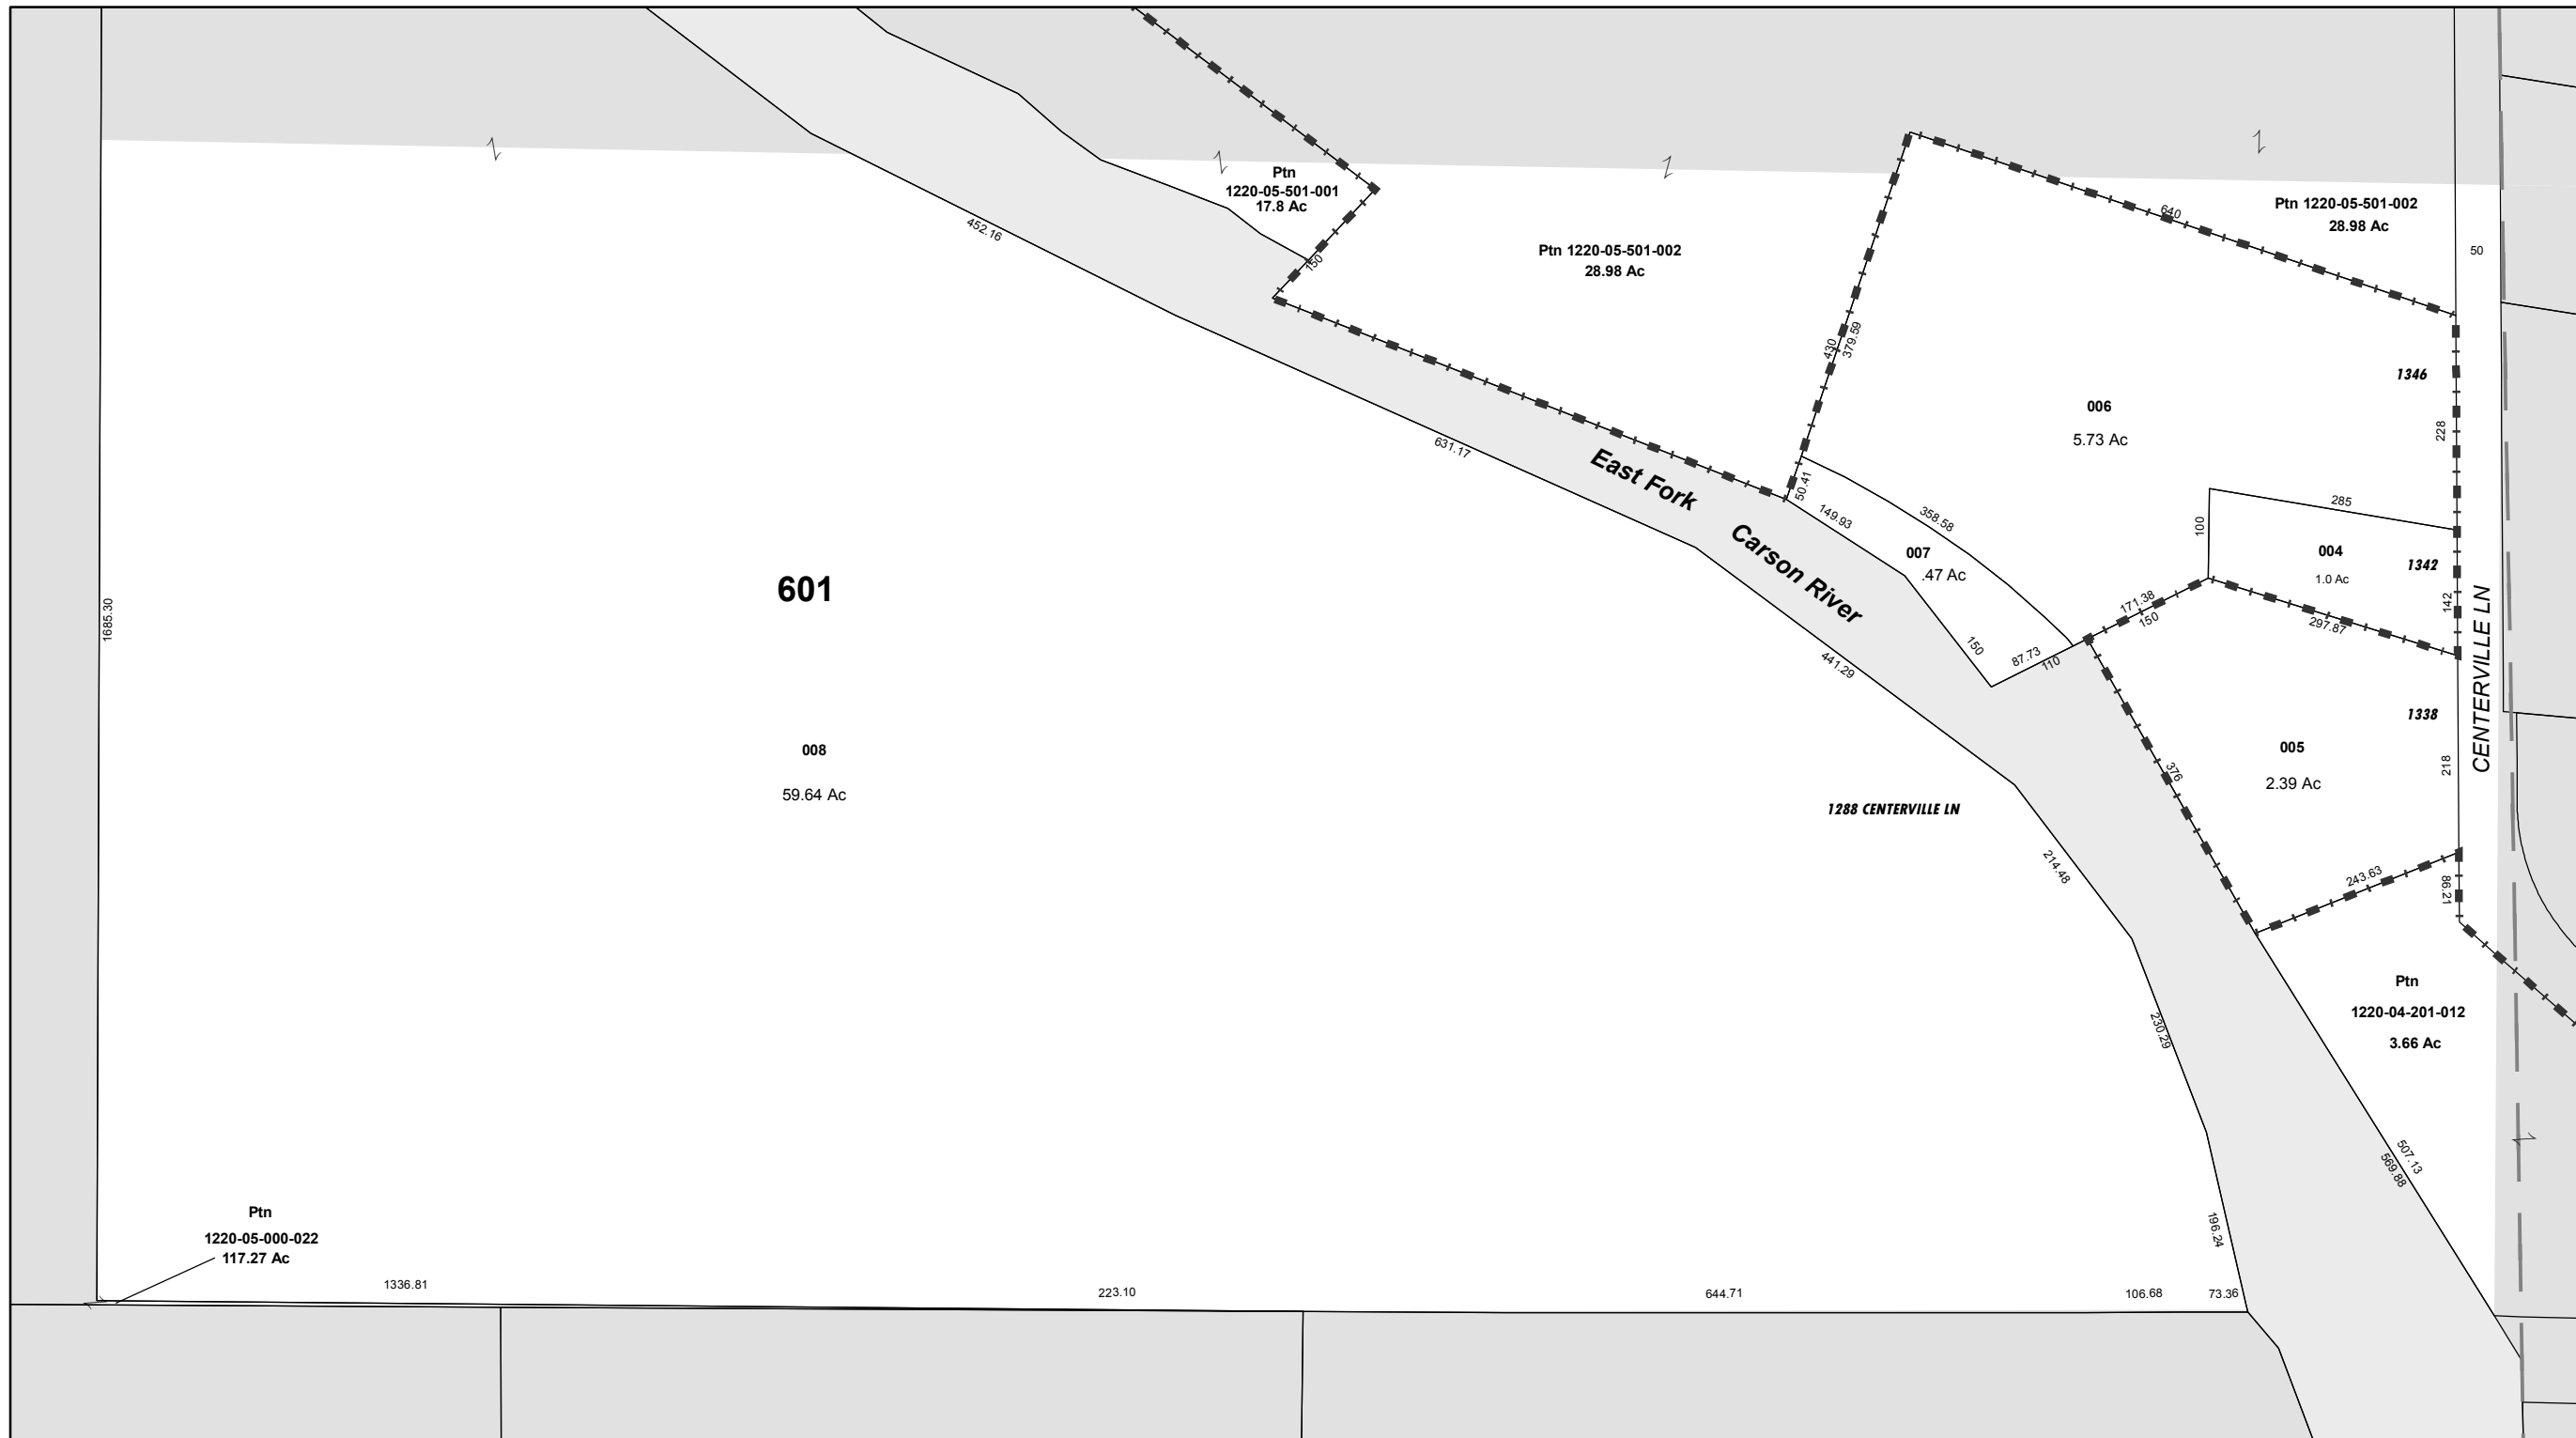 Ptn
1220-05-501-001
17.8 Ac
452.16
150
Ptn 1220-05-501-002
28.98 Ac
640
Ptn 1220-05-501-002
28.98 Ac
50
430
379.59
1346
006
5.73 Ac
228
631.17
East Fork
Carson River
50.41
149.93
358.58
007
.47 Ac
150
87.73
110
171.38
150
100
285
004
1.0 Ac
1342
142
297.87
CENTERVILLE LN
601
1685.30
441.29
1338
005
2.39 Ac
218
376
008
59.64 Ac
1288 CENTERVILLE LN
214.48
243.63
86.21
Ptn
1220-04-201-012
3.66 Ac
230.29
507.13
569.88
196.24
Ptn
1220-05-000-022
117.27 Ac
1336.81
223.10
644.71
106.68
73.36